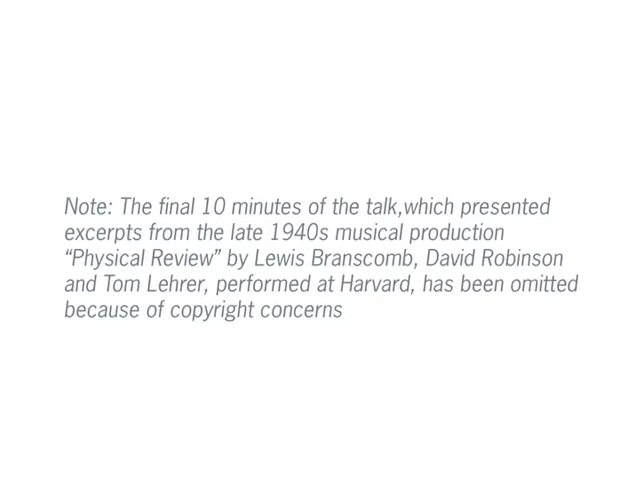 Note: The final 10 minutes of the talk,which presented
excerpts from the late 1940s musical production
“Physical Review” by Lewis Branscomb, David Robinson
and Tom Lehrer, performed at Harvard, has been omitted
because of copyright concerns